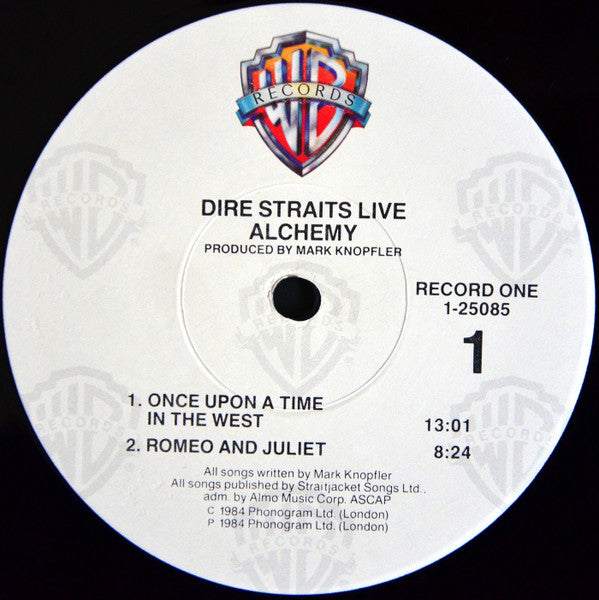 WB
RECORDS
DIRE STRAITS LIVE
ALCHEMY
PRODUCED BY MARK KNOPFLER
RECORD ONE
1-25085
1
1. ONCE UPON A TIME
IN THE WEST 13:01
2. ROMEO AND JULIET 8:24
All songs written by Mark Knopfler
All songs published by Straitjacket Songs Ltd.,
adm. by Almo Music Corp. ASCAP
C 1984 Phonogram Ltd. (London)
P 1984 Phonogram Ltd. (London)